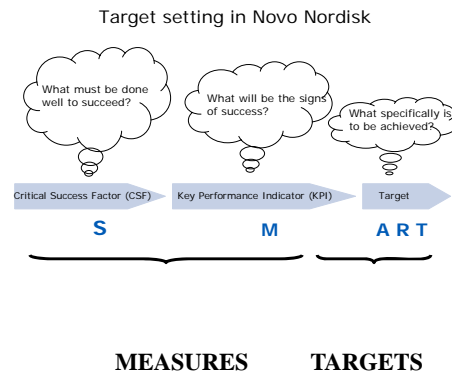 Target setting in Novo Nordisk
What must be done
well to succeed?
What will be the signs
of success?
What specifically is
to be achieved?
Critical Success Factor (CSF)
Key Performance Indicator (KPI)
Target
S
M
A R T
MEASURES
TARGETS